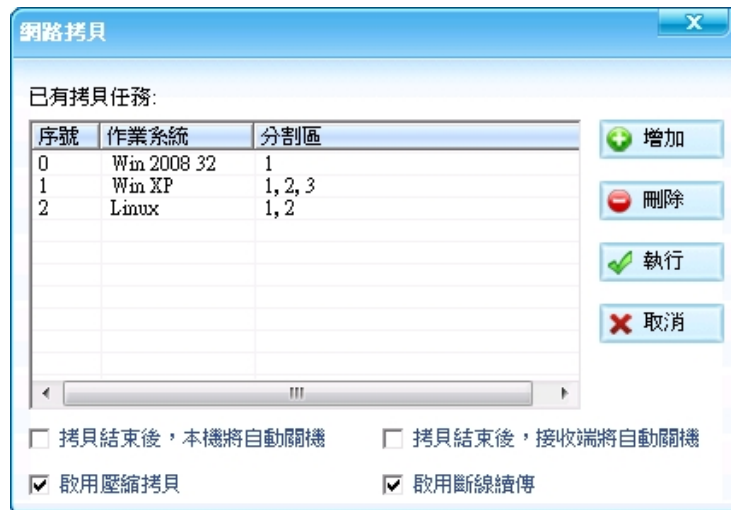 網路拷貝
已有拷貝任務:
序號 作業系統 分割區
0 Win 2008 32 1
1 Win XP 1, 2, 3
2 Linux 1, 2
增加
刪除
執行
取消
拷貝結束後，本機將自動關機 拷貝結束後，接收端將自動關機
啟用壓縮拷貝 啟用斷線續傳